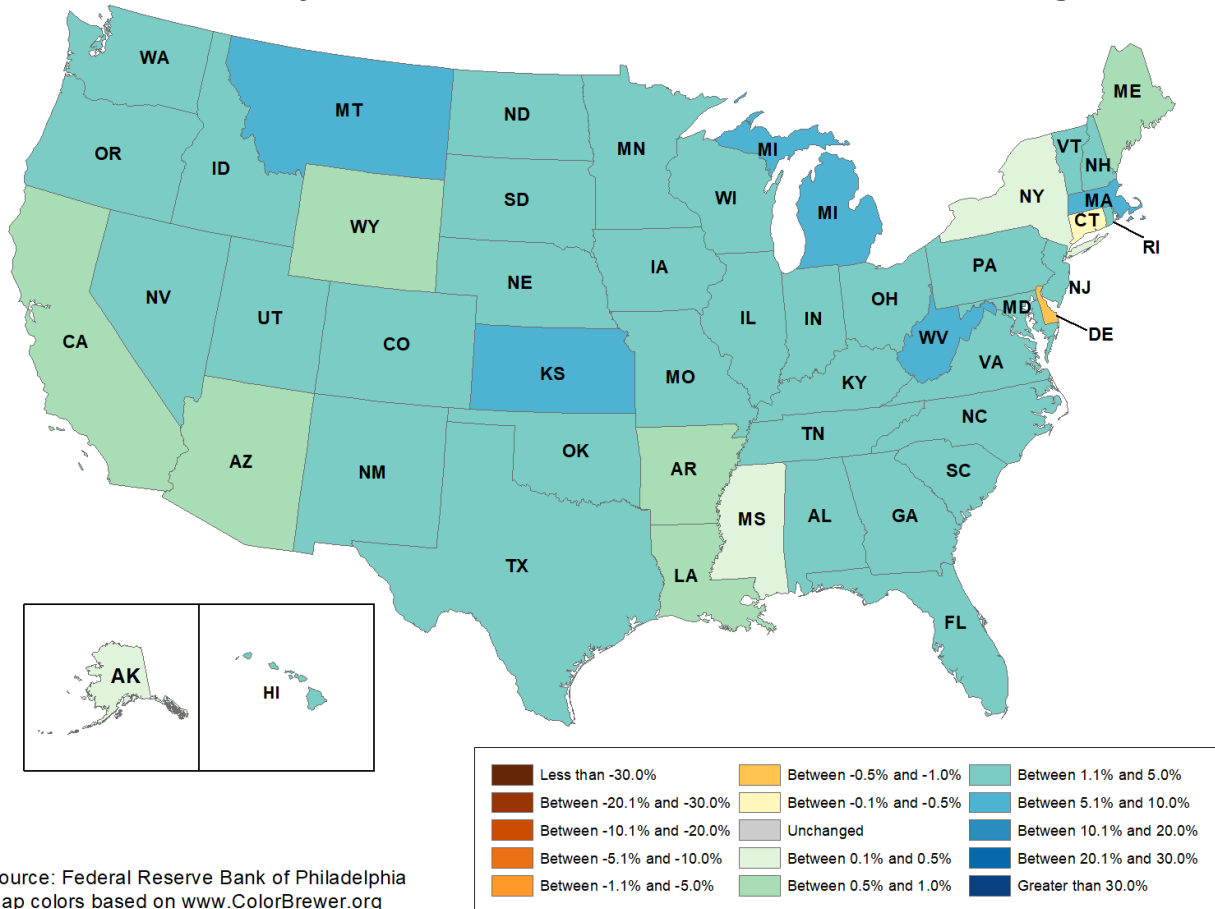 WA
MT
ND
MN
MI
ME
VT
NH
OR
ID
SD
WI
MI
NY
MA
CT
RI
WY
NE
IA
PA
NJ
NV
UT
CO
IL
IN
OH
MD
DE
CA
KS
MO
WV
VA
KY
NC
AZ
NM
OK
AR
TN
SC
MS
AL
GA
TX
LA
FL
AK
HI
Less than -30.0%
Between -20.1% and -30.0%
Between -10.1% and -20.0%
Between -5.1% and -10.0%
Between -1.1% and -5.0%
Between -0.5% and -1.0%
Between -0.1% and -0.5%
Unchanged
Between 0.1% and 0.5%
Between 0.5% and 1.0%
Between 1.1% and 5.0%
Between 5.1% and 10.0%
Between 10.1% and 20.0%
Between 20.1% and 30.0%
Greater than 30.0%
ource: Federal Reserve Bank of Philadelphia
ap colors based on www.ColorBrewer.org